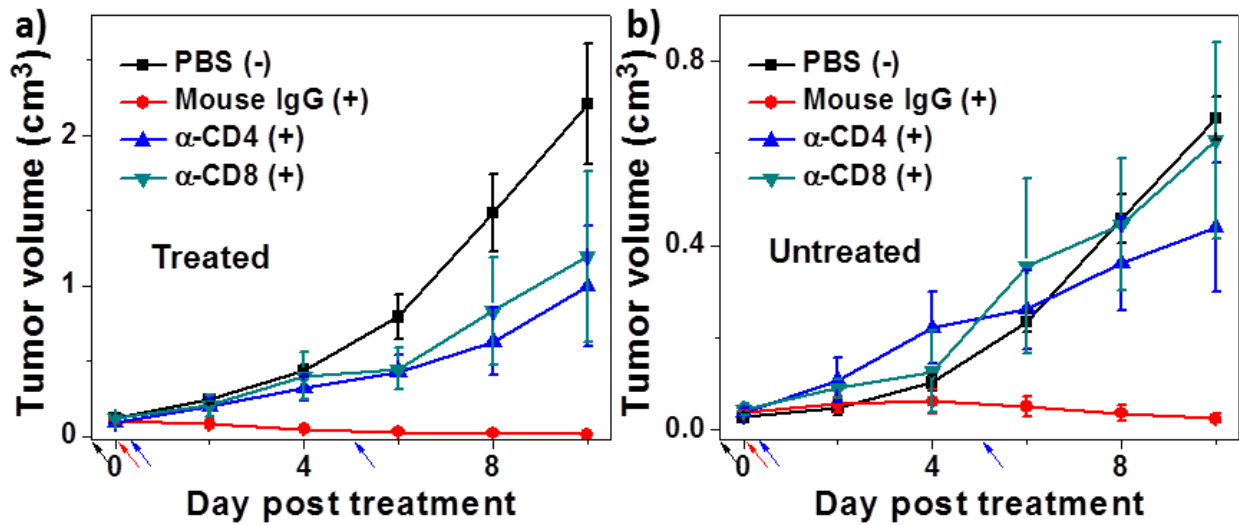 a)
Tumor volume (cm³)
2
1
0
PBS (-)
Mouse IgG (+)
α-CD4 (+)
α-CD8 (+)
Treated
0 4 8
Day post treatment
b)
Tumor volume (cm³)
0.8
0.4
0.0
PBS (-)
Mouse IgG (+)
α-CD4 (+)
α-CD8 (+)
Untreated
0 4 8
Day post treatment